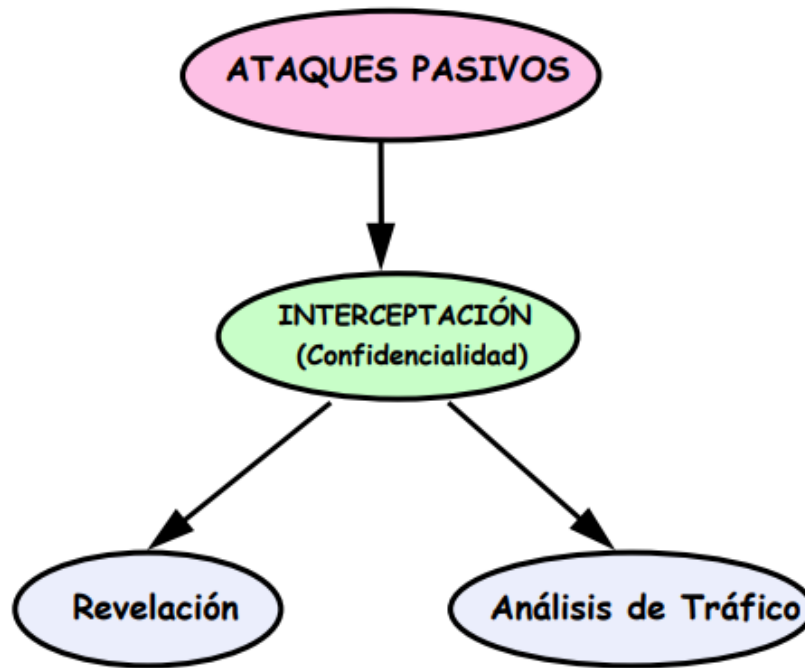 ATAQUES PASIVOS
INTERCEPTACIÓN
(Confidencialidad)
Revelación
Análisis de Tráfico